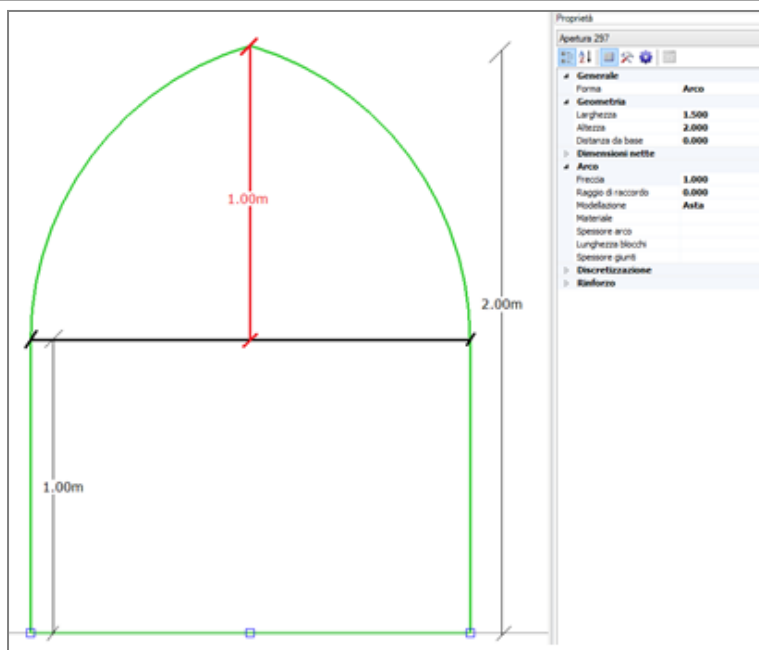 Proprietà
Apertura 297
Generale
Forma Arco
Geometria
Larghezza 1.500
Altezza 2.000
Distanza da base 0.000
Dimensioni nette
Arco
Freccia 1.000
Raggio di raccordo 0.000
Modellazione Asta
Materiale
Spessore arco
Lunghezza blocchi
Spessore giunti
Discretizzazione
Rinforzo
1.00m
2.00m
1.00m